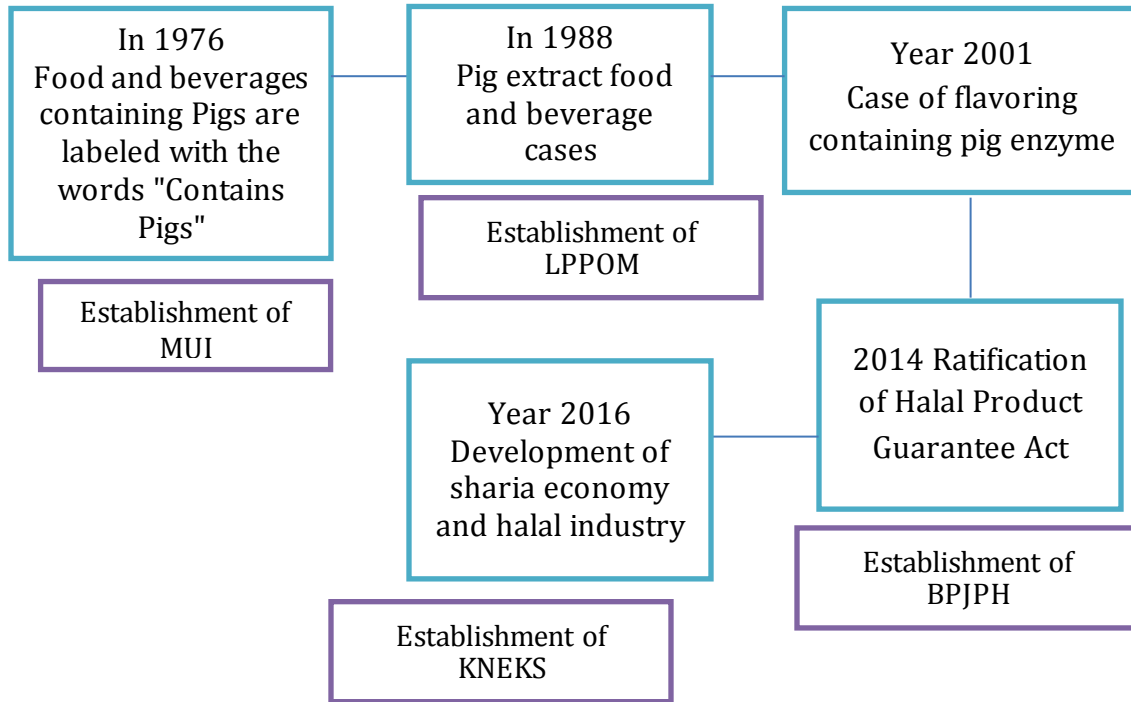 In 1976
Food and beverages
containing Pigs are
labeled with the
words "Contains
Pigs"
Establishment of
MUI
In 1988
Pig extract food
and beverage
cases
Establishment of
LPPOM
Year 2001
Case of flavoring
containing pig enzyme
2014 Ratification
of Halal Product
Guarantee Act
Establishment of
BPJPH
Year 2016
Development of
sharia economy
and halal industry
Establishment of
KNEKS